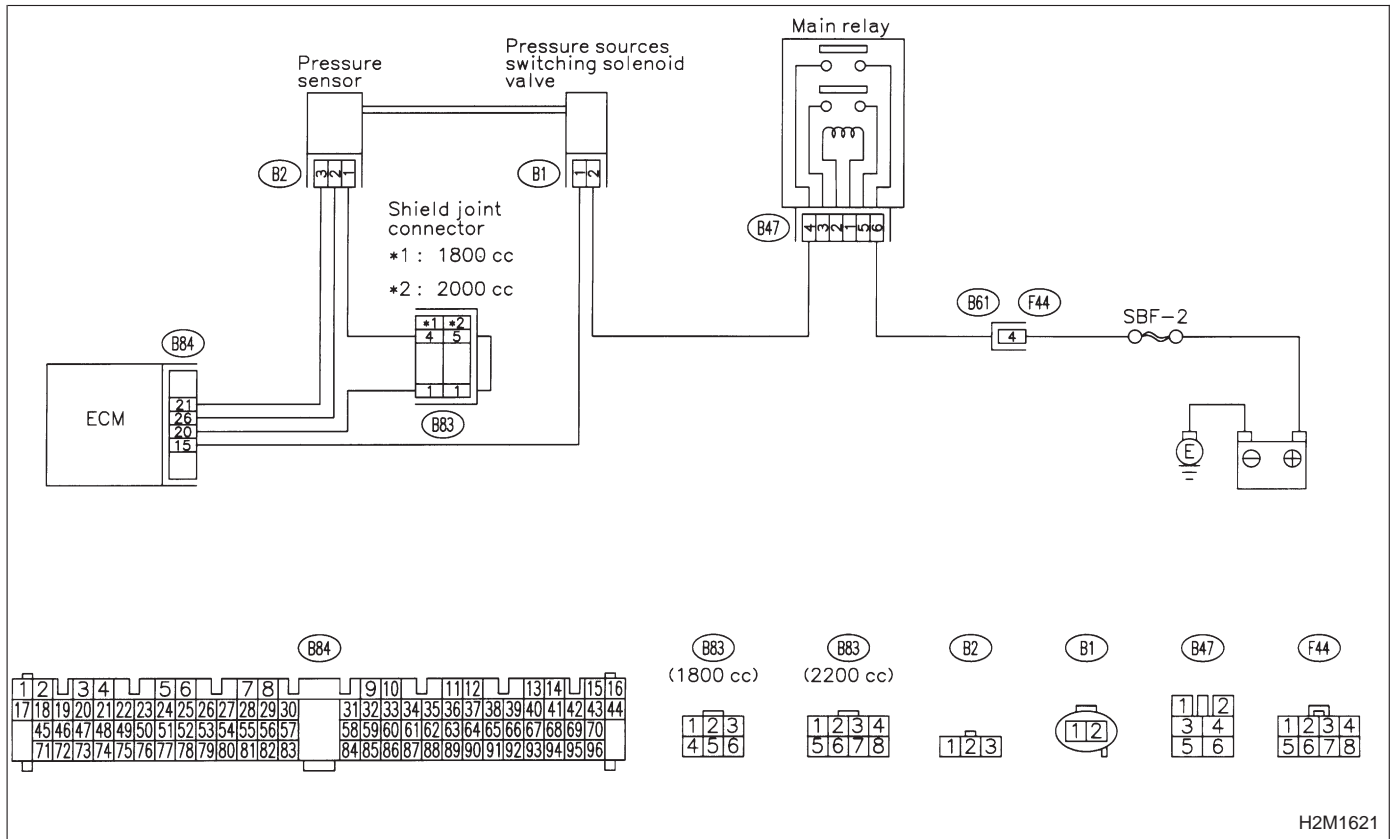 Main relay
Pressure sources
switching solenoid
valve
Pressure
sensor
B2
3 2 1
B1
1 2
Shield joint
connector
*1 : 1800 cc
*2 : 2000 cc
B47
4 3 2 1 5 6
*1 *2
4 5
1 1
B83
B61
F44
4
SBF-2
B84
ECM
21
26
20
15
E
⊖ ⊕
B84
1 2 3 4 5 6 7 8 9 10 11 12 13 14 15 16
17 18 19 20 21 22 23 24 25 26 27 28 29 30 31 32 33 34 35 36 37 38 39 40 41 42 43 44
45 46 47 48 49 50 51 52 53 54 55 56 57 58 59 60 61 62 63 64 65 66 67 68 69 70
71 72 73 74 75 76 77 78 79 80 81 82 83 84 85 86 87 88 89 90 91 92 93 94 95 96
B83
(1800 cc)
1 2 3
4 5 6
B83
(2200 cc)
1 2 3 4
5 6 7 8
B2
1 2 3
B1
1 2
B47
1 2
3 4
5 6
F44
1 2 3 4
5 6 7 8
H2M1621